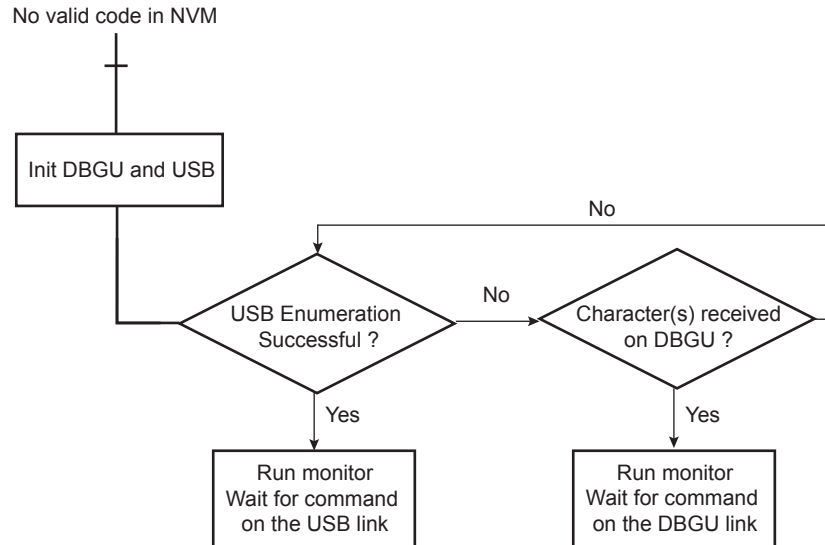 No valid code in NVM
Init DBGU and USB
No
USB Enumeration
Successful ?
No
Character(s) received
on DBGU ?
Yes
Yes
Run monitor
Wait for command
on the USB link
Run monitor
Wait for command
on the DBGU link